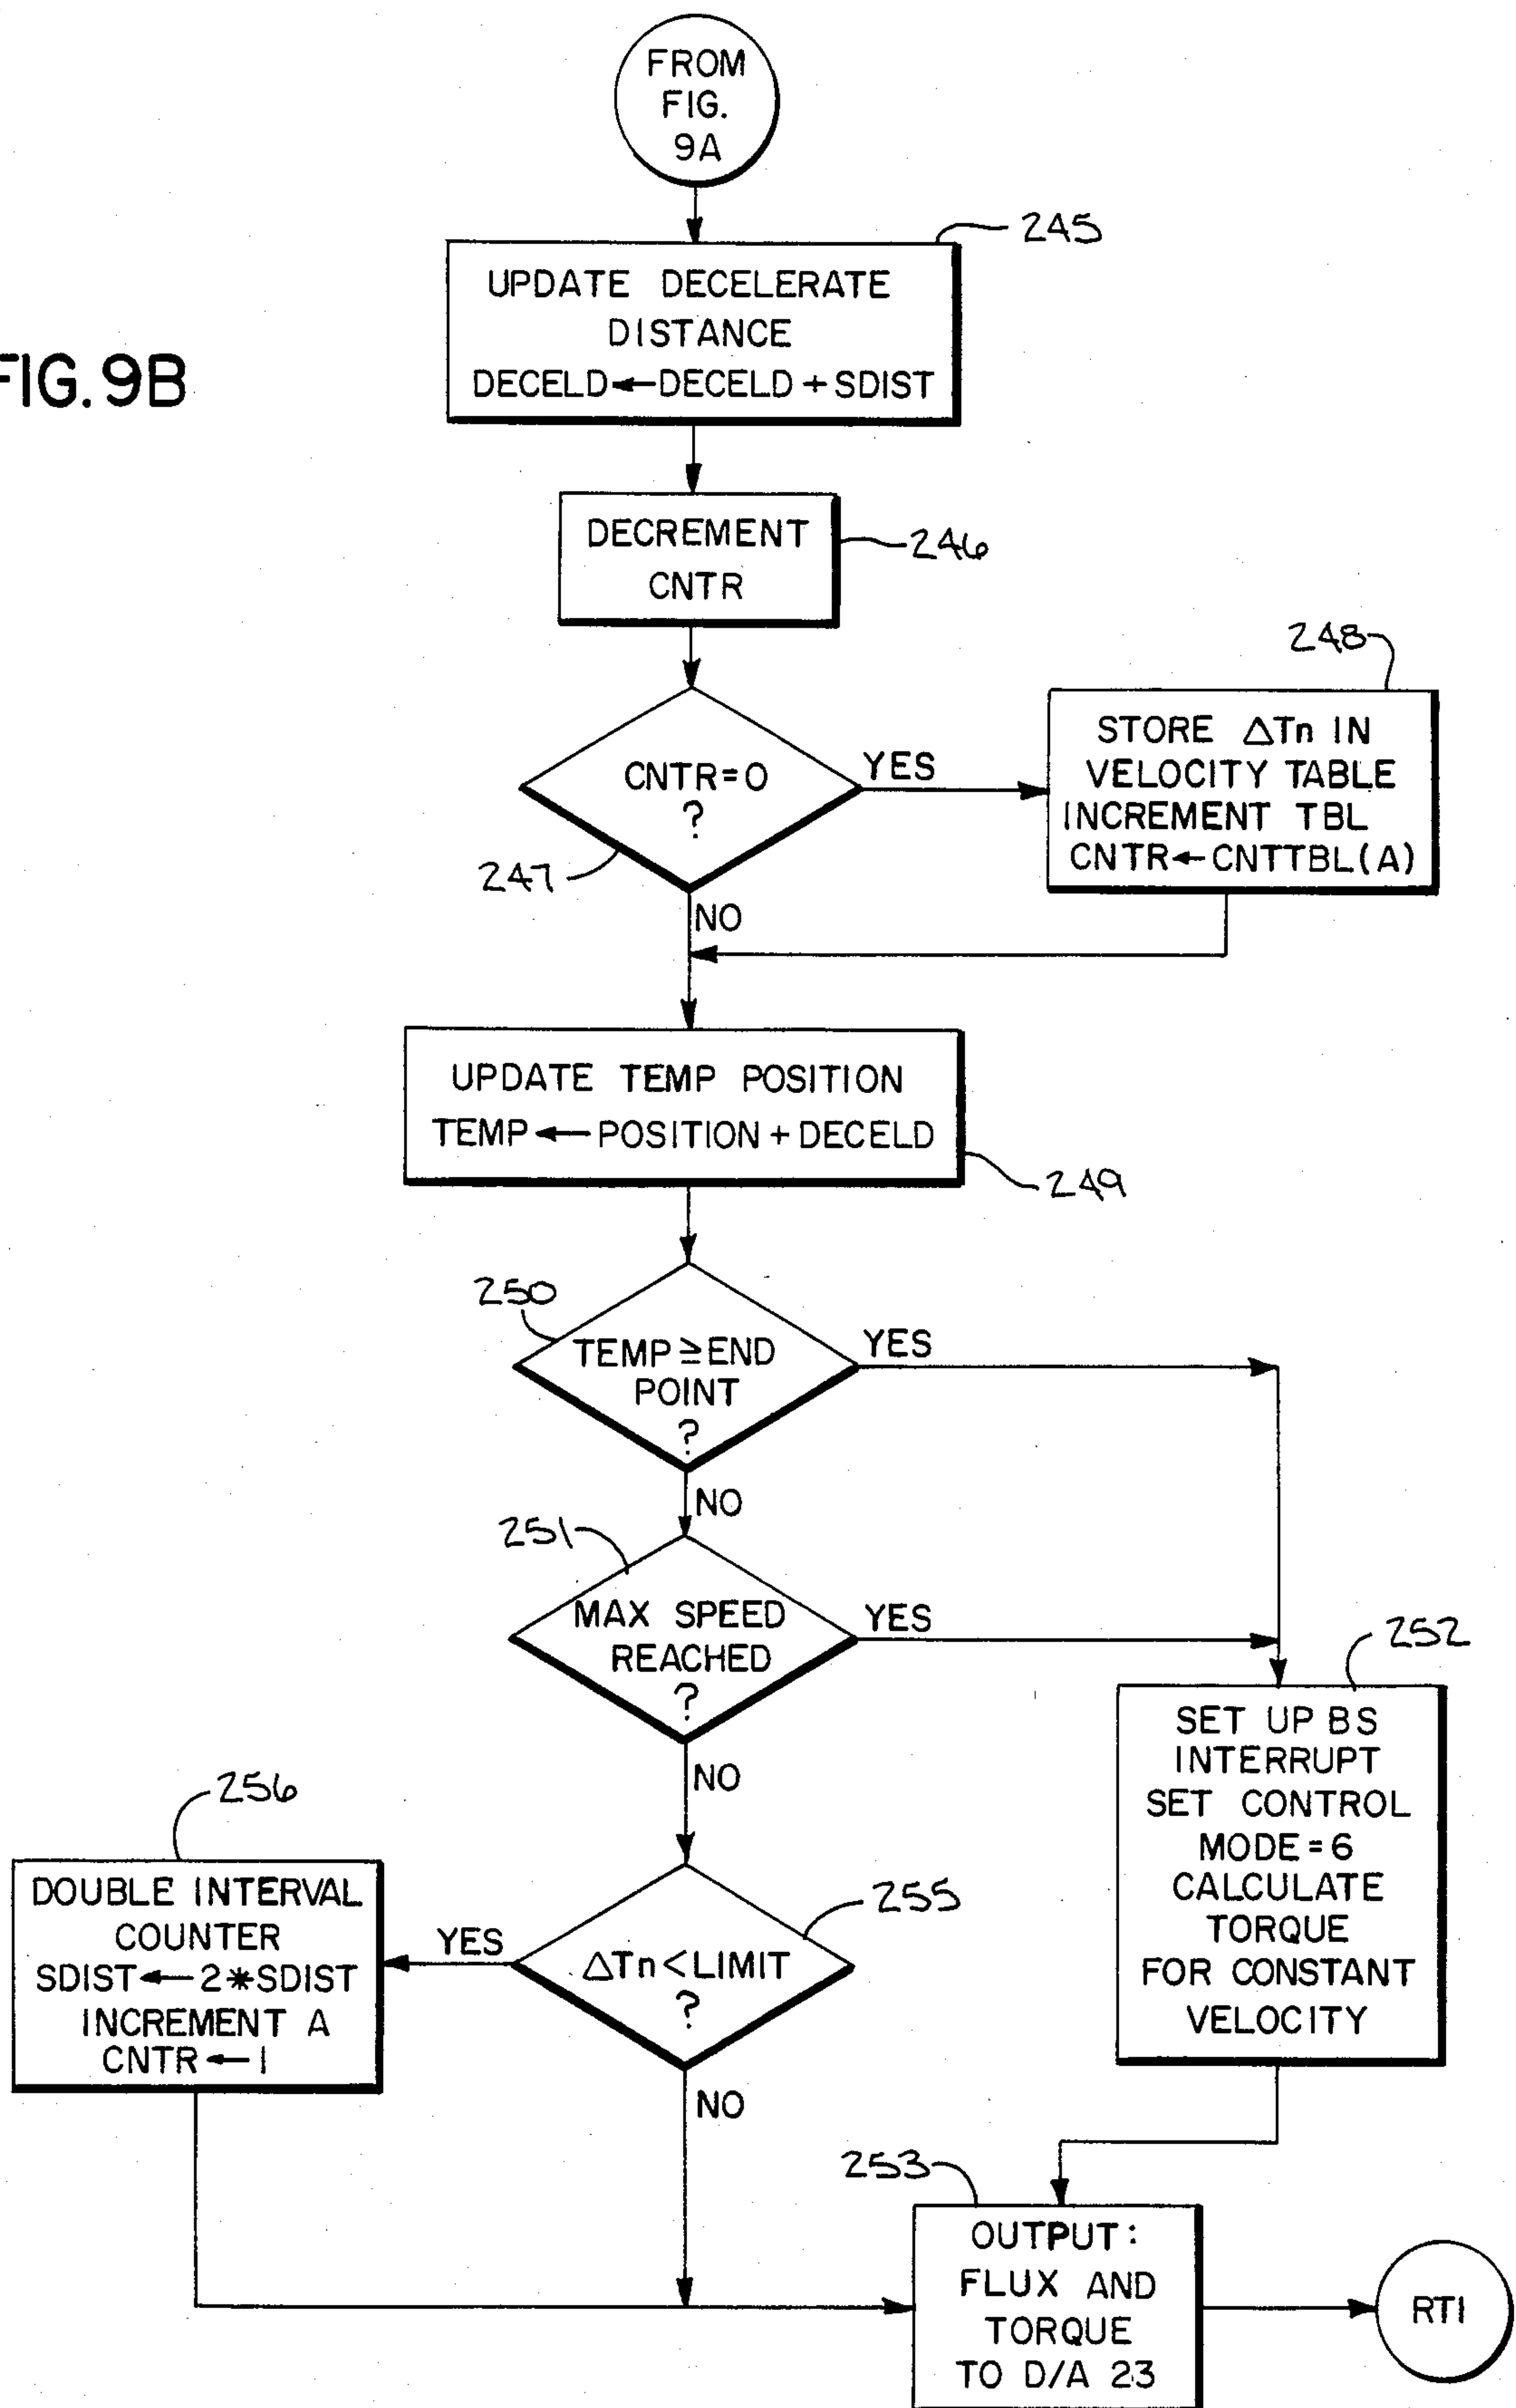 FROM
FIG.
9A
245
UPDATE DECELERATE
DISTANCE
DECELD←DECELD + SDIST
FIG. 9B
DECREMENT
CNTR
246
248
STORE ΔTn IN
VELOCITY TABLE
INCREMENT TBL
CNTR←CNTTBL(A)
CNTR=0
?
YES
247
NO
UPDATE TEMP POSITION
TEMP←POSITION + DECELD
249
250
TEMP≧END
POINT
?
YES
NO
251
MAX SPEED
REACHED
?
YES
252
SET UP BS
INTERRUPT
SET CONTROL
MODE=6
CALCULATE
TORQUE
FOR CONSTANT
VELOCITY
NO
256
DOUBLE INTERVAL
COUNTER
SDIST←2*SDIST
INCREMENT A
CNTR←1
YES
255
ΔTn<LIMIT
?
NO
253
OUTPUT:
FLUX AND
TORQUE
TO D/A 23
RTI